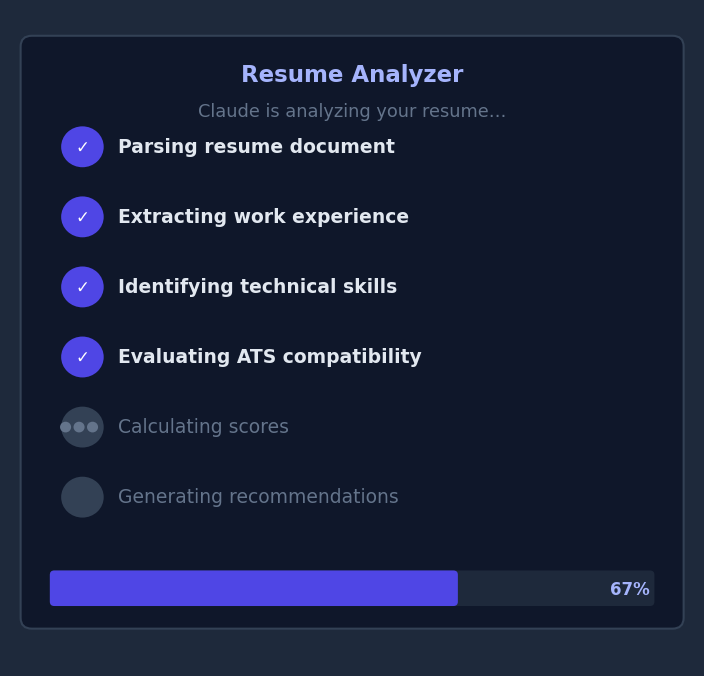 Resume Analyzer
Claude is analyzing your resume...
✓ Parsing resume document
✓ Extracting work experience
✓ Identifying technical skills
✓ Evaluating ATS compatibility
●●● Calculating scores
Generating recommendations
67%